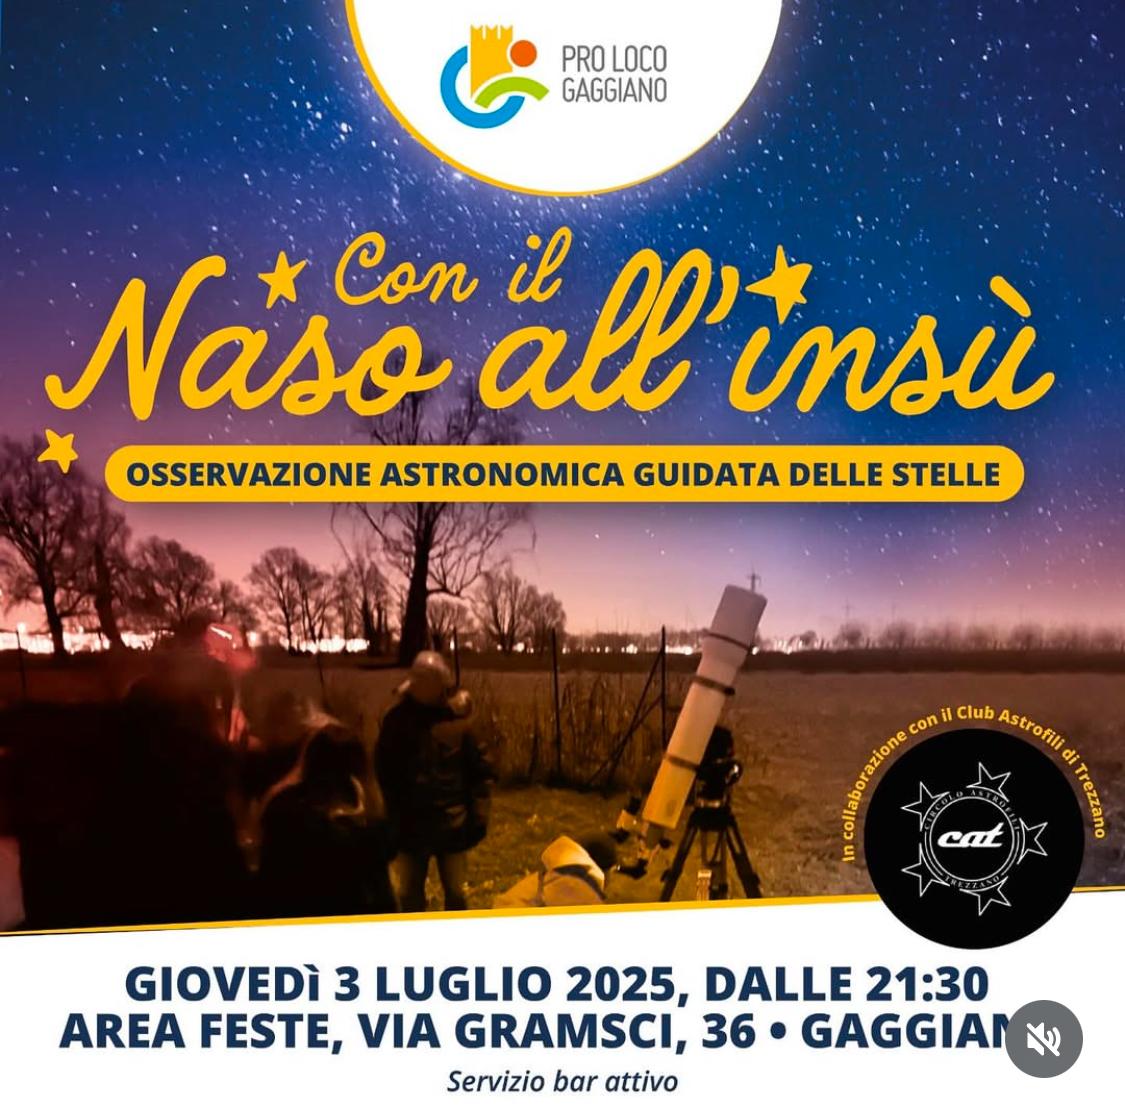 PRO LOCO
GAGGIANO
Con il
Naso all'insù
OSSERVAZIONE ASTRONOMICA GUIDATA DELLE STELLE
In collaborazione con il Club Astrofili di Trezzano
CIRCOLO ASTROFILI
cat
TREZZANO
GIOVEDì 3 LUGLIO 2025, DALLE 21:30
AREA FESTE, VIA GRAMSCI, 36 • GAGGIAN
Servizio bar attivo